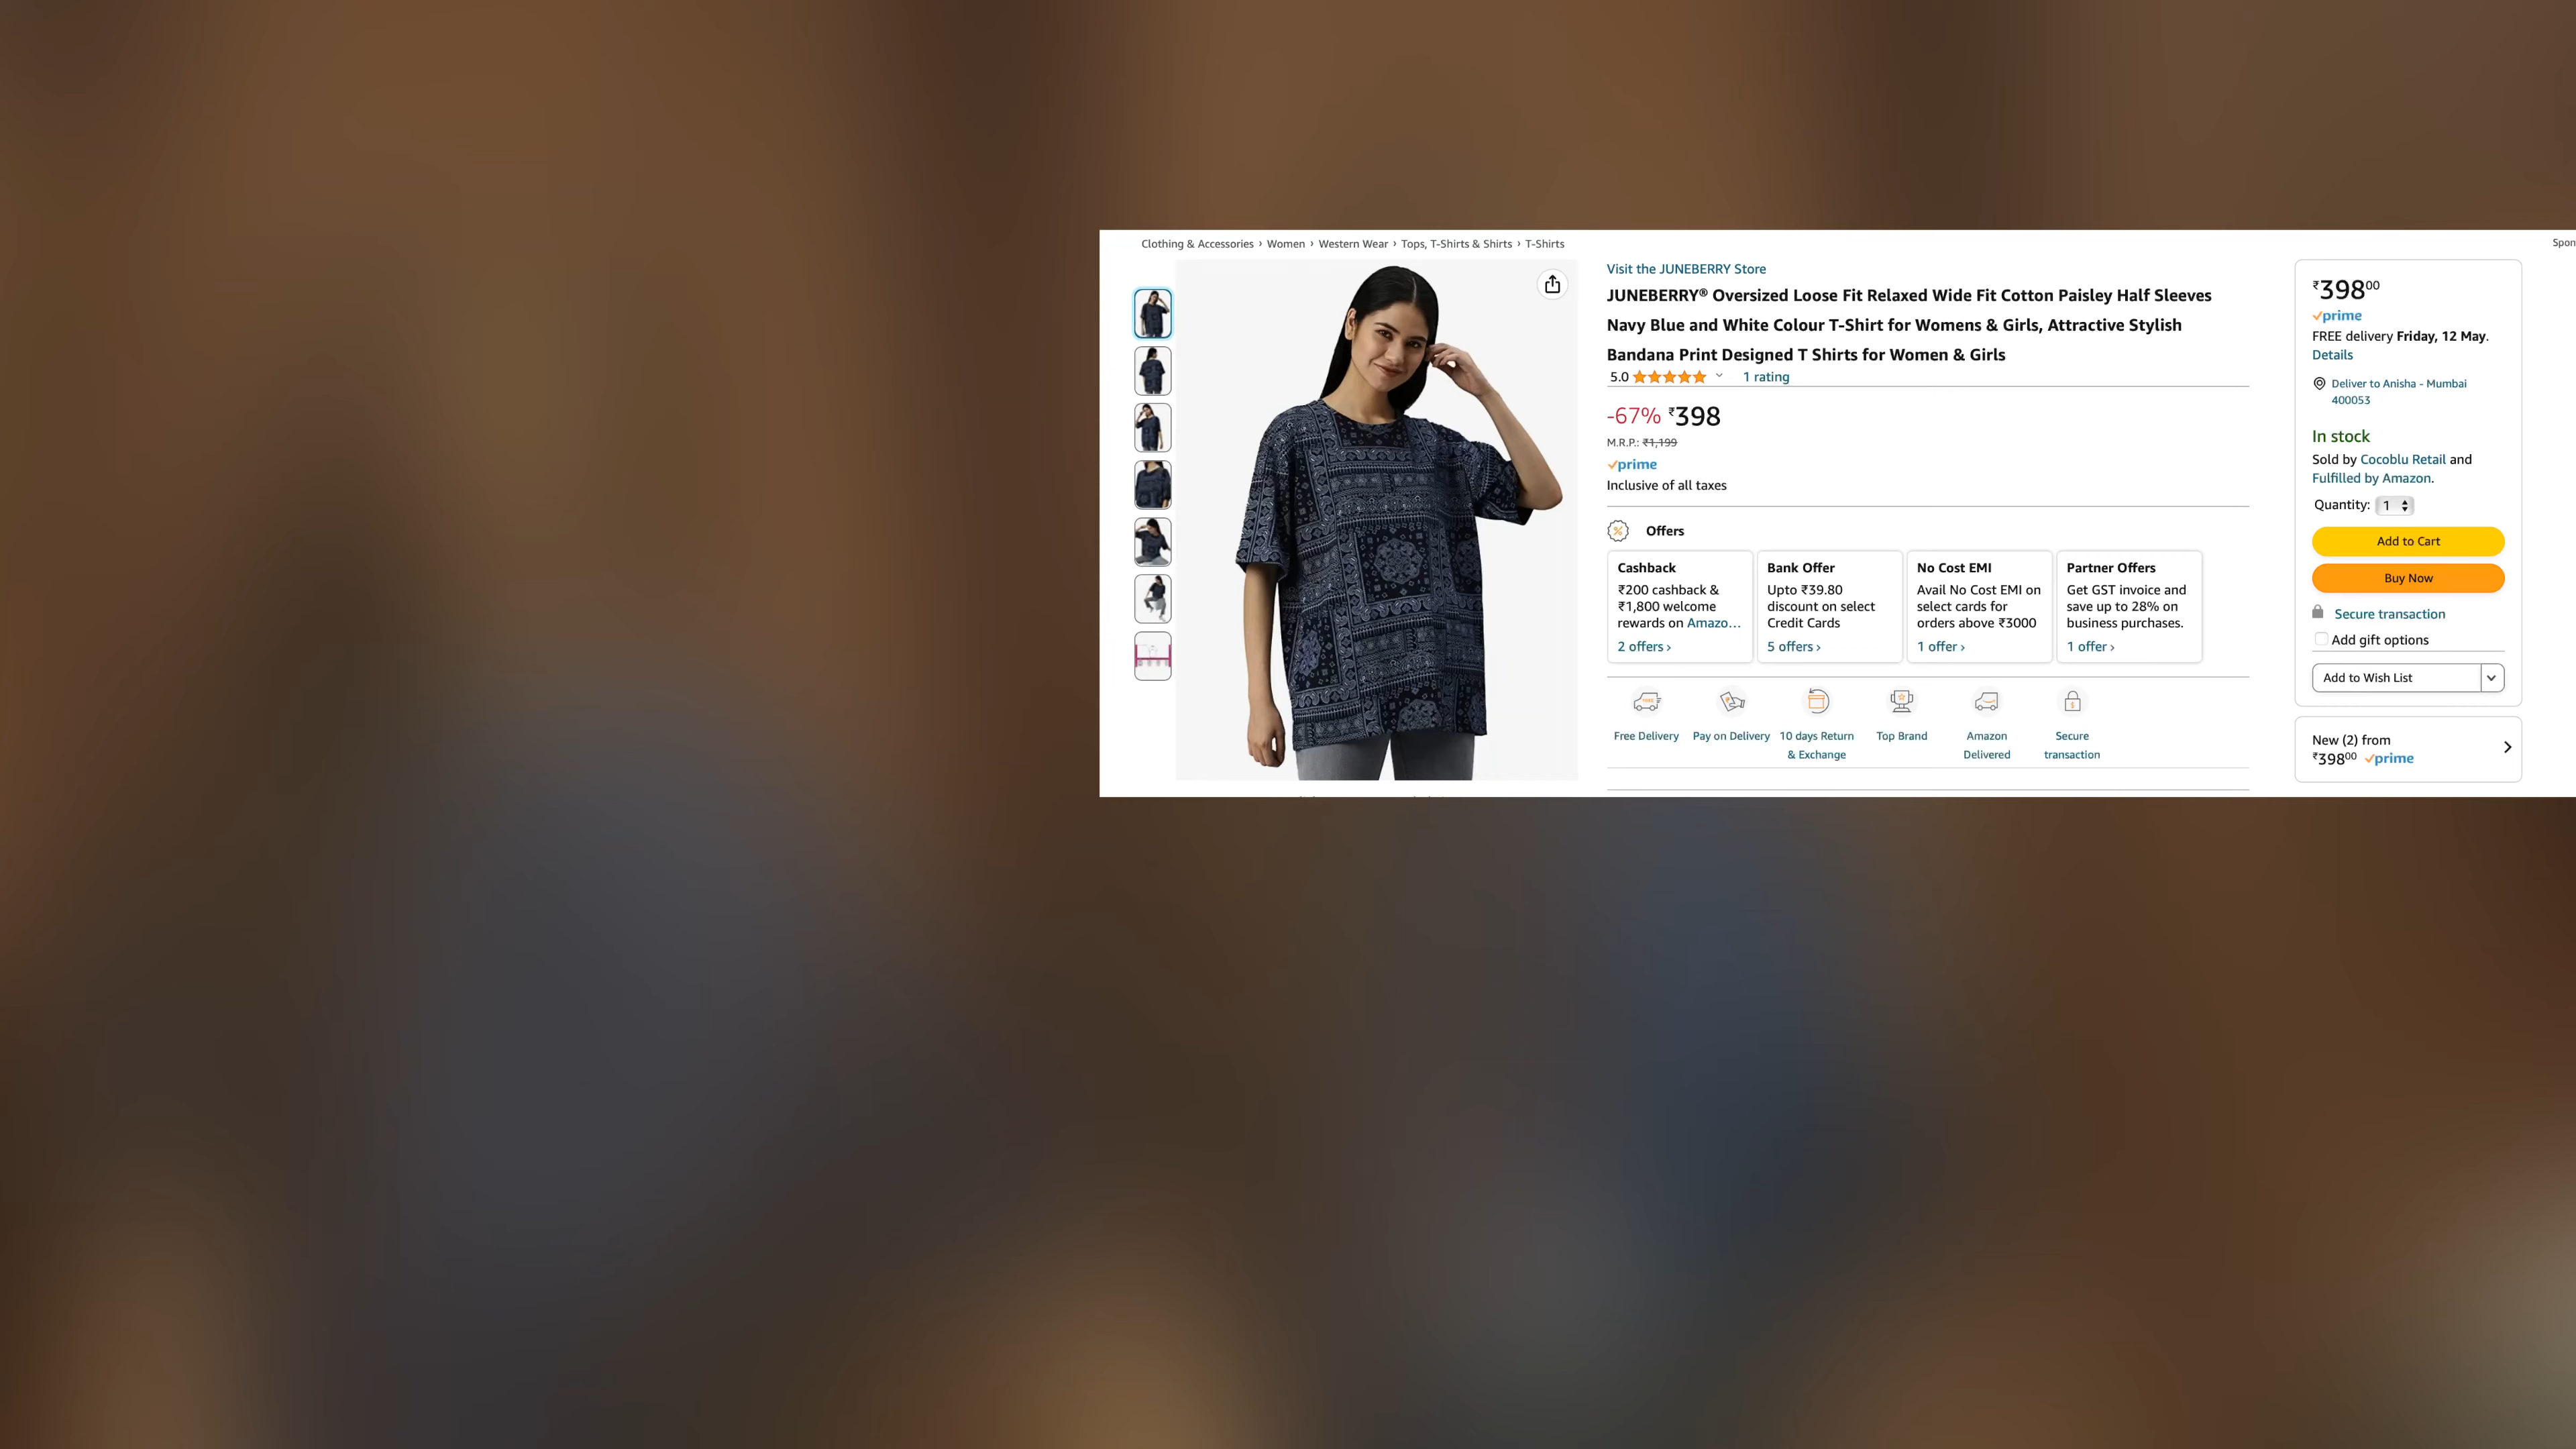 Clothing & Accessories › Women › Western Wear › Tops, T-Shirts & Shirts › T-Shirts
Spon
Visit the JUNEBERRY Store
JUNEBERRY® Oversized Loose Fit Relaxed Wide Fit Cotton Paisley Half Sleeves
Navy Blue and White Colour T-Shirt for Womens & Girls, Attractive Stylish
Bandana Print Designed T Shirts for Women & Girls
5.0
1 rating
-67% ₹398
M.R.P.: ₹1,199
prime
Inclusive of all taxes
Offers
Cashback
₹200 cashback &
₹1,800 welcome
rewards on Amazo...
2 offers ›
Bank Offer
Upto ₹39.80
discount on select
Credit Cards
5 offers ›
No Cost EMI
Avail No Cost EMI on
select cards for
orders above ₹3000
1 offer ›
Partner Offers
Get GST invoice and
save up to 28% on
business purchases.
1 offer ›
Free Delivery
Pay on Delivery
10 days Return
& Exchange
Top Brand
Amazon
Delivered
Secure
transaction
₹39800
prime
FREE delivery Friday, 12 May.
Details
Deliver to Anisha - Mumbai
400053
In stock
Sold by Cocoblu Retail and
Fulfilled by Amazon.
Quantity: 1
Add to Cart
Buy Now
Secure transaction
Add gift options
Add to Wish List
New (2) from
₹39800 prime